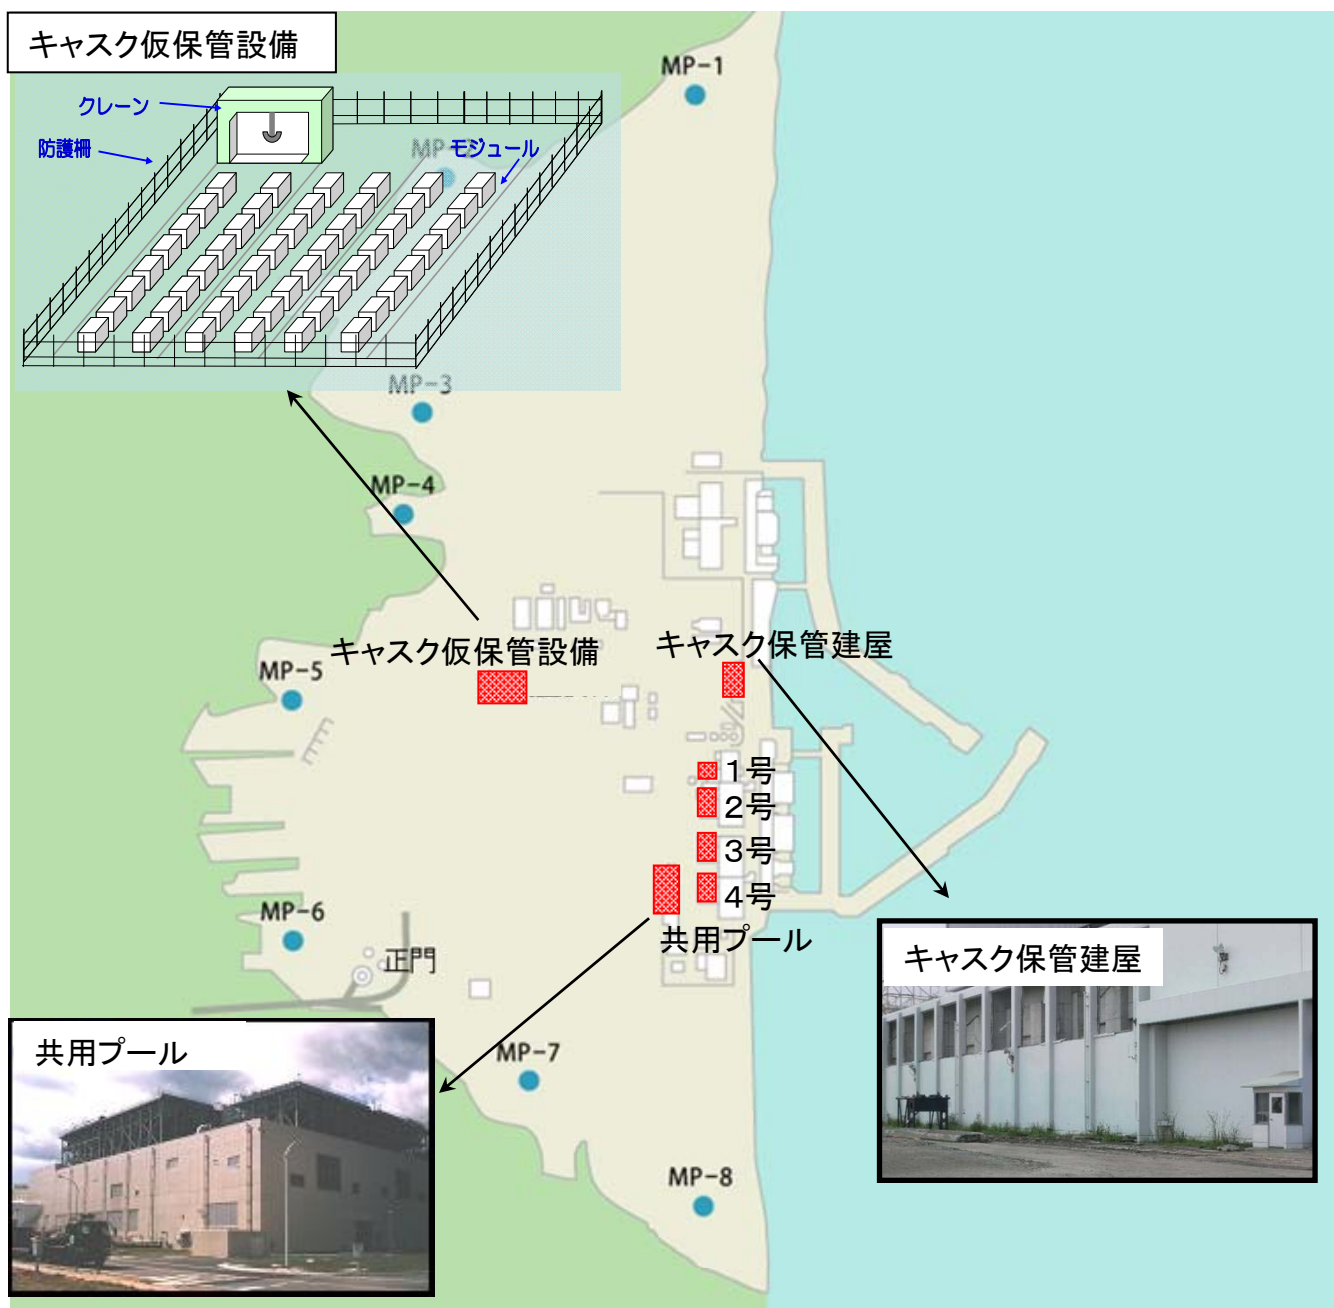 キャスク仮保管設備
MP-1
クレーン
防護柵
MP-2
モジュール
MP-3
MP-4
キャスク仮保管設備
キャスク保管建屋
MP-5
1号
2号
3号
4号
MP-6
共用プール
正門
キャスク保管建屋
共用プール
MP-7
MP-8